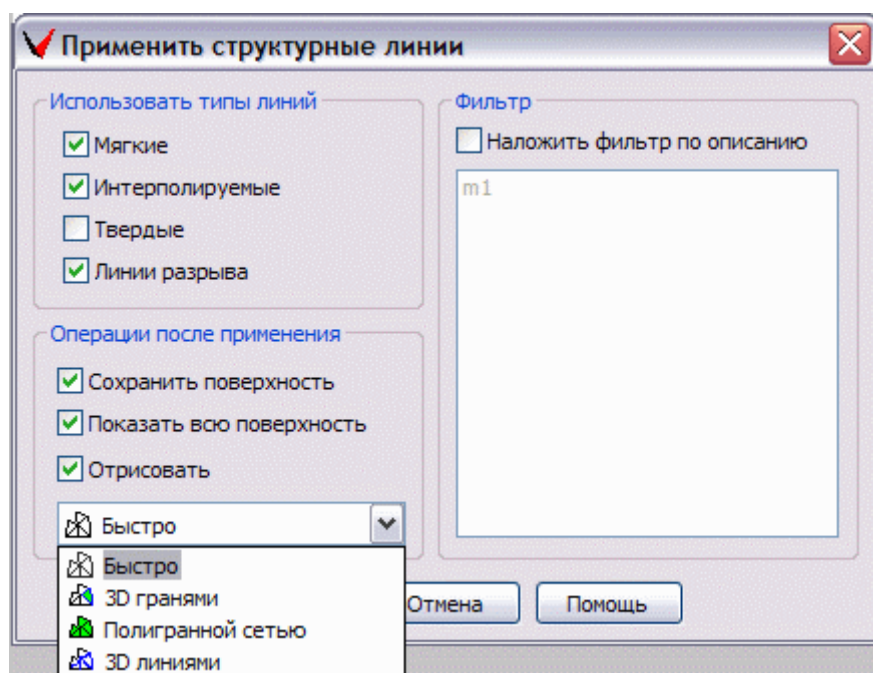 Применить структурные линии
Использовать типы линий
Мягкие
Интерполируемые
Твердые
Линии разрыва
Операции после применения
Сохранить поверхность
Показать всю поверхность
Отрисовать
Быстро
Быстро
3D гранями
Полигранной сетью
3D линиями
Фильтр
Наложить фильтр по описанию
m1
Отмена
Помощь